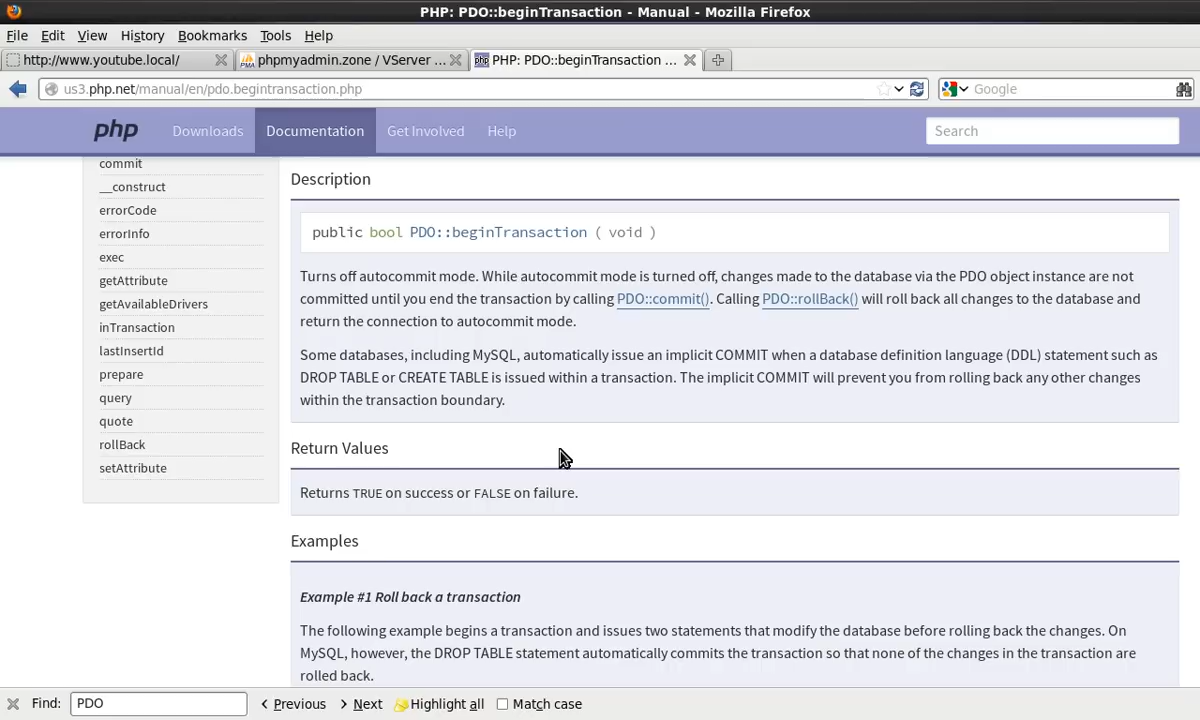 PHP: PDO::beginTransaction - Manual - Mozilla Firefox
File Edit View History Bookmarks Tools Help
http://www.youtube.local/ phpmyadmin.zone / VServer ... PHP: PDO::beginTransaction ...
us3.php.net/manual/en/pdo.begintransaction.php Google
php Downloads Documentation Get Involved Help Search
commit
__construct
errorCode
errorInfo
exec
getAttribute
getAvailableDrivers
inTransaction
lastInsertId
prepare
query
quote
rollBack
setAttribute
Description
public bool PDO::beginTransaction ( void )
Turns off autocommit mode. While autocommit mode is turned off, changes made to the database via the PDO object instance are not
committed until you end the transaction by calling PDO::commit(). Calling PDO::rollBack() will roll back all changes to the database and
return the connection to autocommit mode.
Some databases, including MySQL, automatically issue an implicit COMMIT when a database definition language (DDL) statement such as
DROP TABLE or CREATE TABLE is issued within a transaction. The implicit COMMIT will prevent you from rolling back any other changes
within the transaction boundary.
Return Values
Returns TRUE on success or FALSE on failure.
Examples
Example #1 Roll back a transaction
The following example begins a transaction and issues two statements that modify the database before rolling back the changes. On
MySQL, however, the DROP TABLE statement automatically commits the transaction so that none of the changes in the transaction are
rolled back.
Find: PDO Previous Next Highlight all Match case